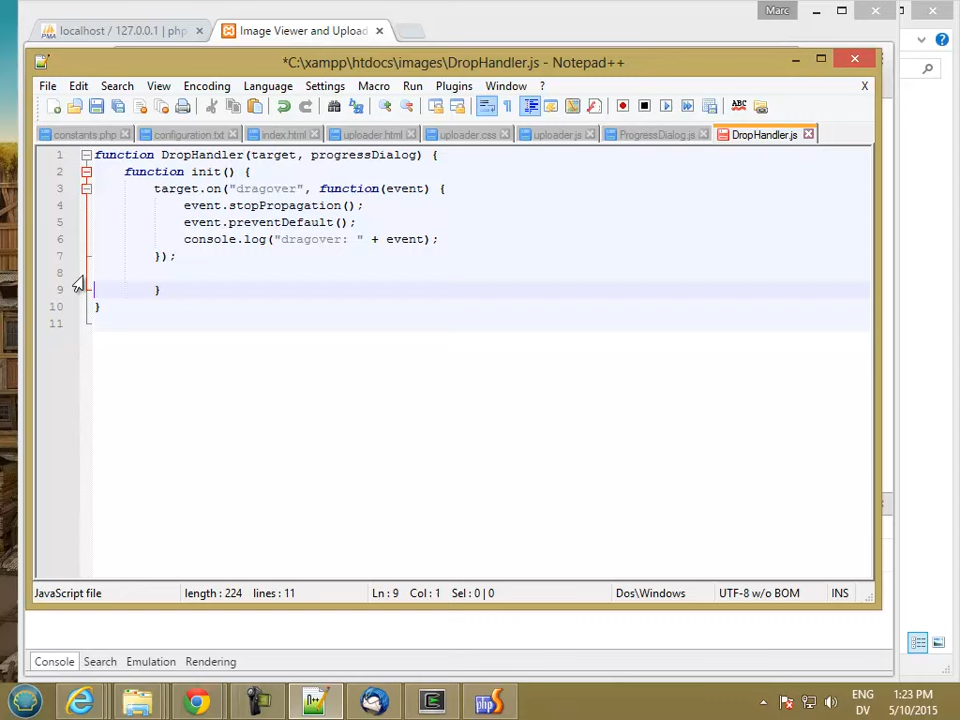 Marc
localhost / 127.0.0.1 | php
Image Viewer and Upload
*C:\xampp\htdocs\images\DropHandler.js - Notepad++
File Edit Search View Encoding Language Settings Macro Run Plugins Window ? X
constants.php configuration.txt index.html uploader.html uploader.css uploader.js ProgressDialog.js DropHandler.js
1 function DropHandler(target, progressDialog) {
2 function init() {
3 target.on("dragover", function(event) {
4 event.stopPropagation();
5 event.preventDefault();
6 console.log("dragover: " + event);
7 });
8
9 }
10 }
11
JavaScript file length : 224 lines : 11 Ln : 9 Col : 1 Sel : 0 | 0 Dos\Windows UTF-8 w/o BOM INS
Console Search Emulation Rendering
ENG 1:23 PM
DV 5/10/2015